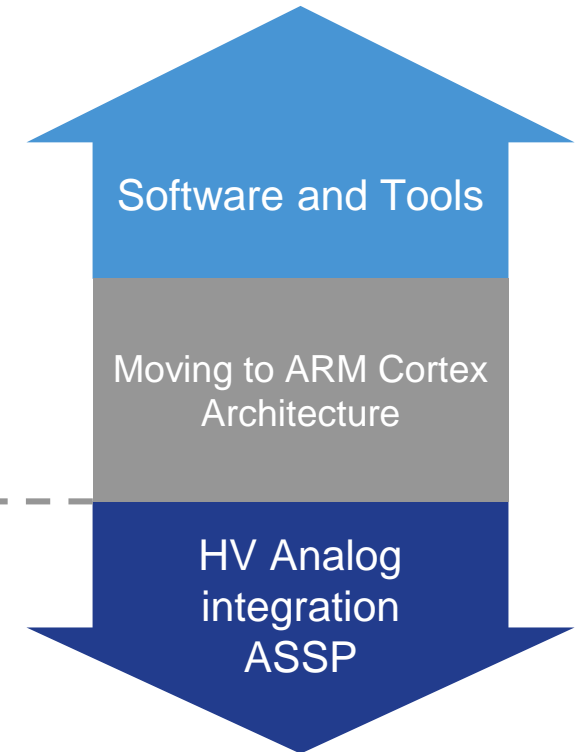 Software and Tools
Moving to ARM Cortex
Architecture
HV Analog
integration
ASSP